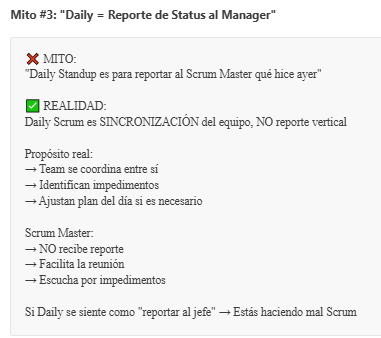 Mito #3: "Daily = Reporte de Status al Manager"
❌ MITO:
"Daily Standup es para reportar al Scrum Master qué hice ayer"
✅ REALIDAD:
Daily Scrum es SINCRONIZACIÓN del equipo, NO reporte vertical
Propósito real:
→ Team se coordina entre sí
→ Identifican impedimentos
→ Ajustan plan del día si es necesario
Scrum Master:
→ NO recibe reporte
→ Facilita la reunión
→ Escucha por impedimentos
Si Daily se siente como "reportar al jefe" → Estás haciendo mal Scrum